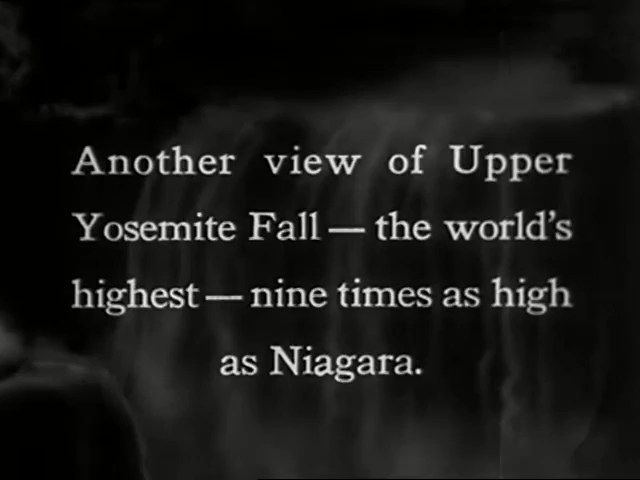 Another view of Upper
Yosemite Fall — the world's
highest — nine times as high
as Niagara.